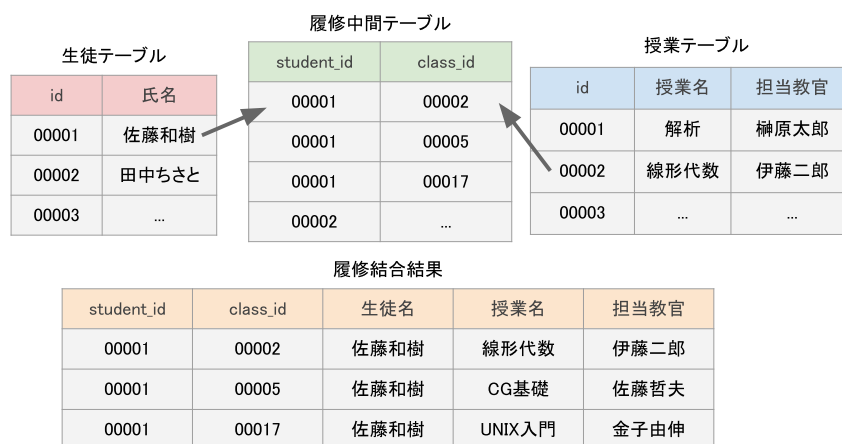 生徒テーブル
id 氏名
00001 佐藤和樹
00002 田中ちさと
00003 ...
履修中間テーブル
student_id class_id
00001 00002
00001 00005
00001 00017
00002 ...
授業テーブル
id 授業名 担当教官
00001 解析 榊原太郎
00002 線形代数 伊藤二郎
00003 ... ...
履修結合結果
student_id class_id 生徒名 授業名 担当教官
00001 00002 佐藤和樹 線形代数 伊藤二郎
00001 00005 佐藤和樹 CG基礎 佐藤哲夫
00001 00017 佐藤和樹 UNIX入門 金子由伸